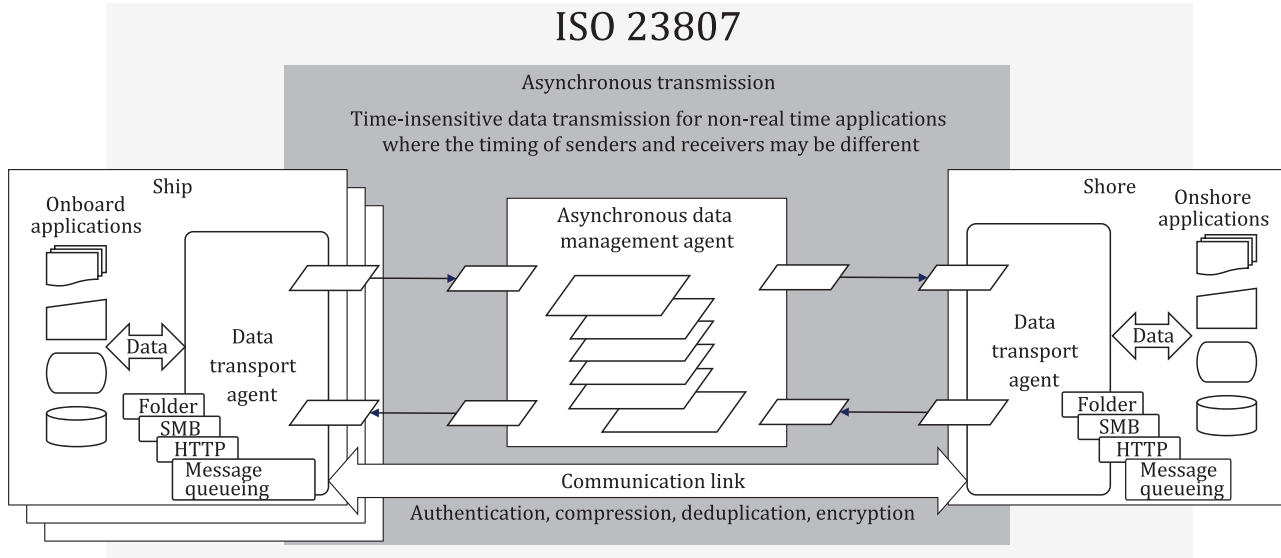 ISO 23807
Asynchronous transmission
Time-insensitive data transmission for non-real time applications
where the timing of senders and receivers may be different
Ship
Onboard
applications
Data
Data
transport
agent
Folder
SMB
HTTP
Message
queueing
Asynchronous data
management agent
Shore
Onshore
applications
Data
transport
agent
Data
Folder
SMB
HTTP
Message
queueing
Communication link
Authentication, compression, deduplication, encryption